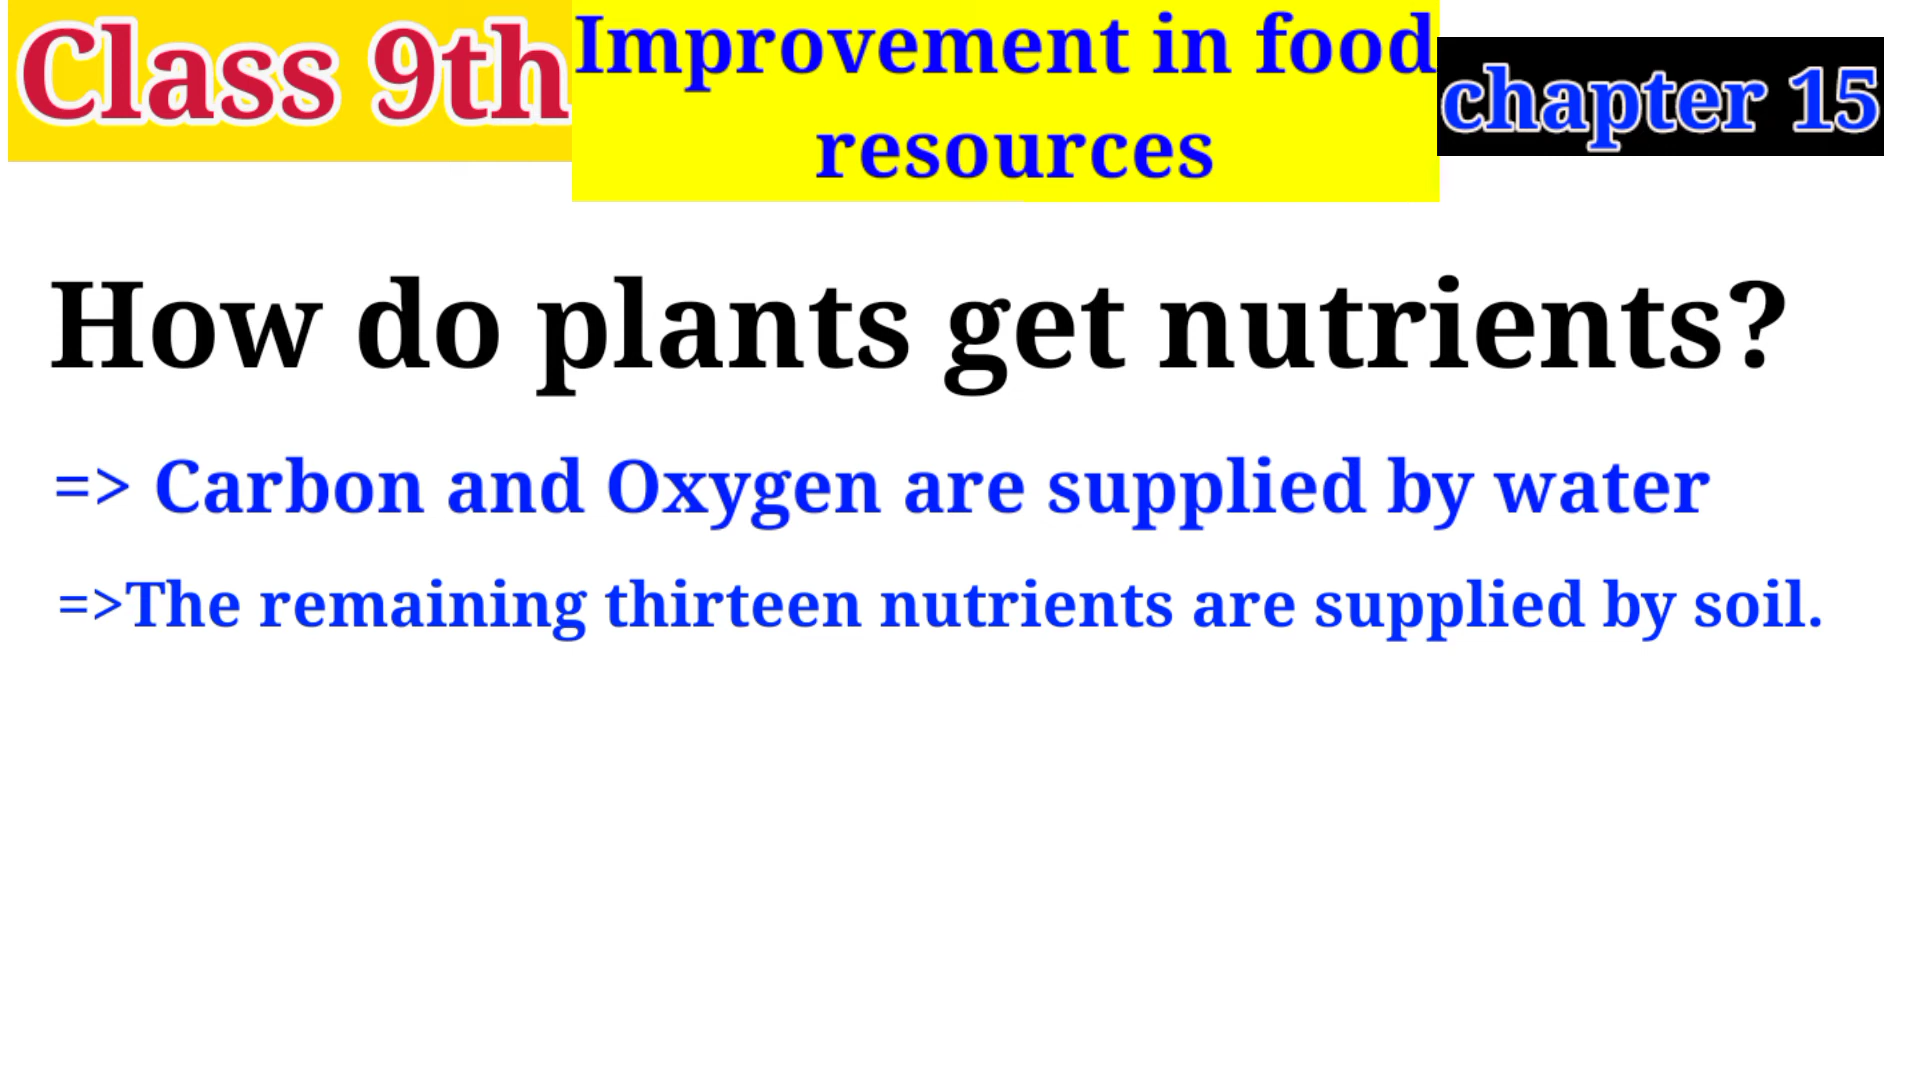 Class 9th
Improvement in food
resources
chapter 15
How do plants get nutrients?
=> Carbon and Oxygen are supplied by water
=>The remaining thirteen nutrients are supplied by soil.